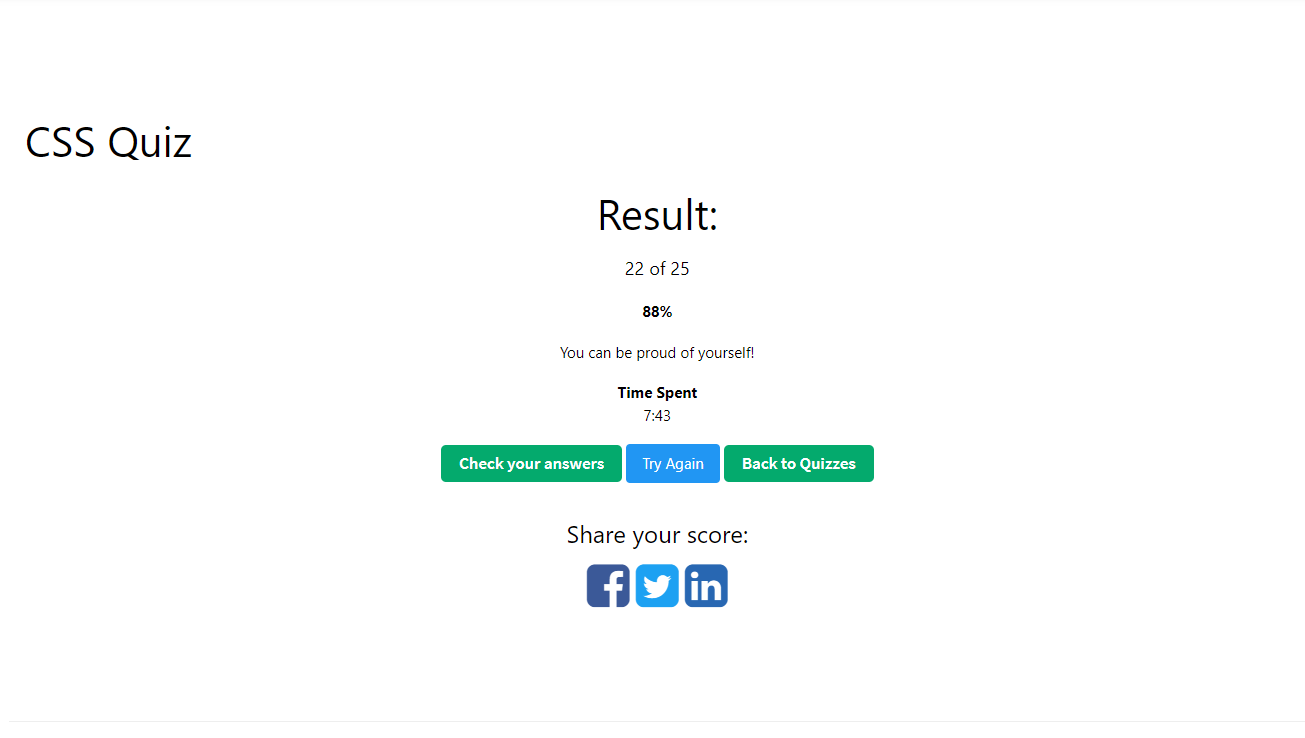 CSS Quiz
Result:
22 of 25
88%
You can be proud of yourself!
Time Spent
7:43
Check your answers Try Again Back to Quizzes
Share your score:
f in